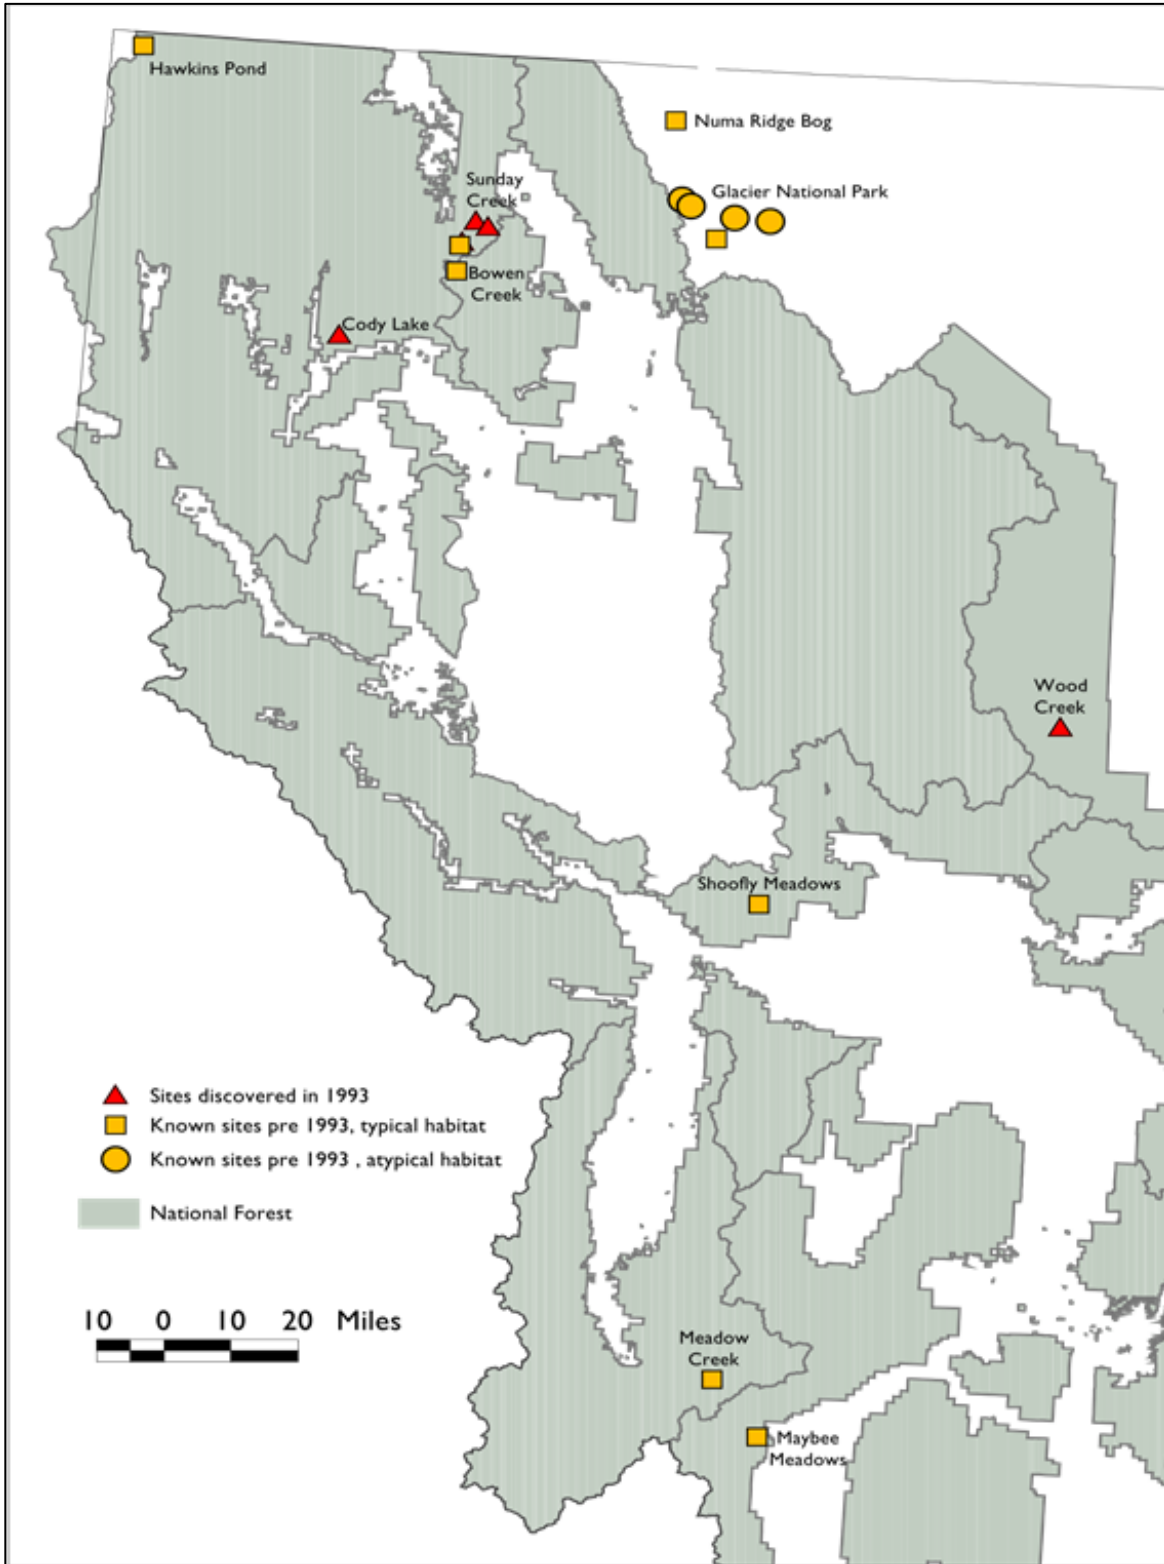 Hawkins Pond
Numa Ridge Bog
Sunday
Creek
Glacier National Park
Bowen
Creek
Cody Lake
Wood
Creek
Shoofly Meadows
Sites discovered in 1993
Known sites pre 1993, typical habitat
Known sites pre 1993 , atypical habitat
National Forest
10 0 10 20 Miles
Meadow
Creek
Maybee
Meadows